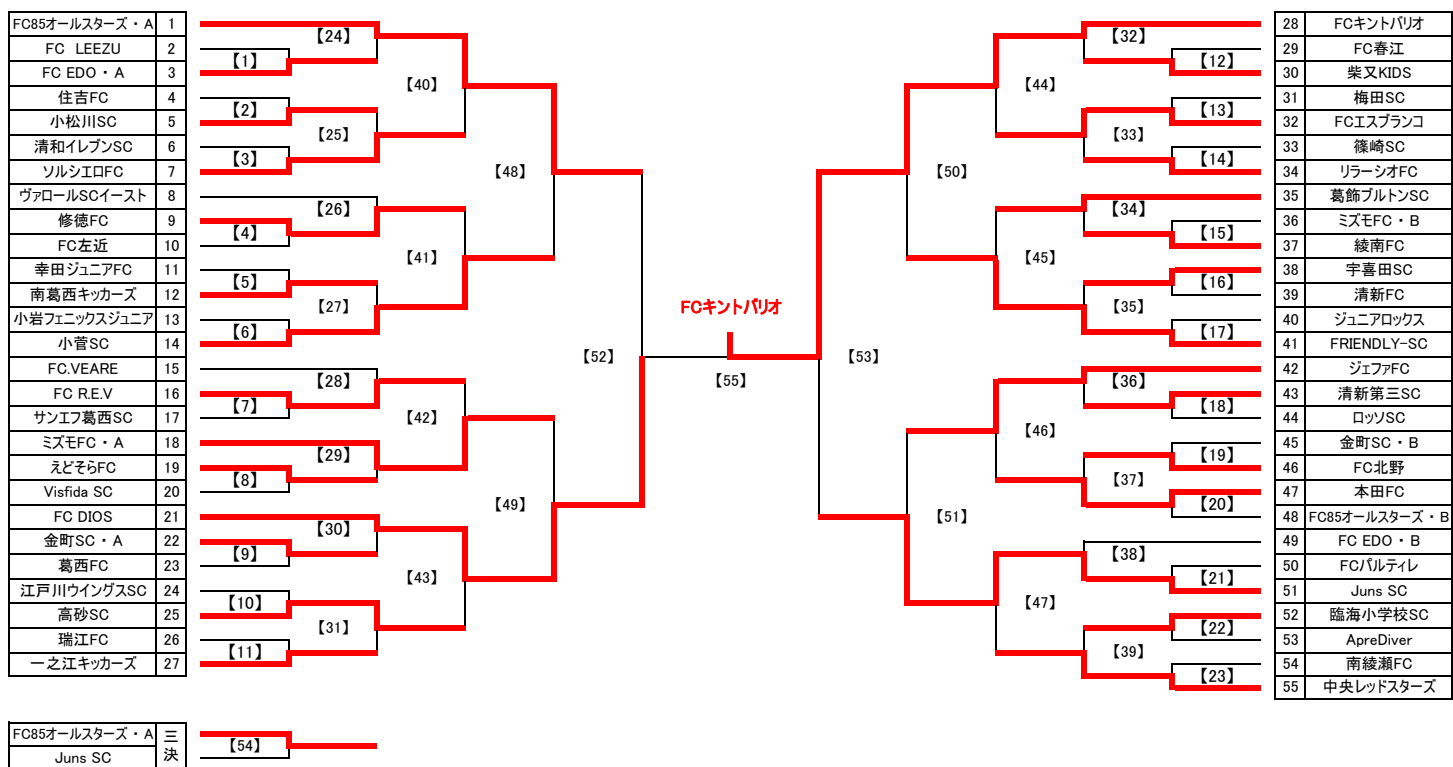 FC85オールスターズ・A 1
FC LEEZU 2
FC EDO・A 3
住吉FC 4
小松川SC 5
清和イレブンSC 6
ソルシエロFC 7
ヴァロールSCイースト 8
修徳FC 9
FC左近 10
幸田ジュニアFC 11
南葛西キッカーズ 12
小岩フェニックスジュニア 13
小菅SC 14
FC.VEARE 15
FC R.E.V 16
サンエフ葛西SC 17
ミズモFC・A 18
えどそらFC 19
Visfida SC 20
FC DIOS 21
金町SC・A 22
葛西FC 23
江戸川ウイングスSC 24
高砂SC 25
瑞江FC 26
一之江キッカーズ 27
【1】
【2】
【3】
【4】
【5】
【6】
【7】
【8】
【9】
【10】
【11】
【24】
【25】
【26】
【27】
【28】
【29】
【30】
【31】
【40】
【41】
【42】
【43】
【48】
【49】
【52】
FCキントバリオ
【55】
【53】
【50】
【51】
【44】
【45】
【46】
【47】
【32】
【33】
【34】
【35】
【36】
【37】
【38】
【39】
【12】
【13】
【14】
【15】
【16】
【17】
【18】
【19】
【20】
【21】
【22】
【23】
28 FCキントバリオ
29 FC春江
30 柴又KIDS
31 梅田SC
32 FCエスブランコ
33 篠崎SC
34 リラーシオFC
35 葛飾ブルトンSC
36 ミズモFC・B
37 綾南FC
38 宇喜田SC
39 清新FC
40 ジュニアロックス
41 FRIENDLY-SC
42 ジェファFC
43 清新第三SC
44 ロッソSC
45 金町SC・B
46 FC北野
47 本田FC
48 FC85オールスターズ・B
49 FC EDO・B
50 FCパルティレ
51 Juns SC
52 臨海小学校SC
53 ApreDiver
54 南綾瀬FC
55 中央レッドスターズ
FC85オールスターズ・A
Juns SC
三決
【54】